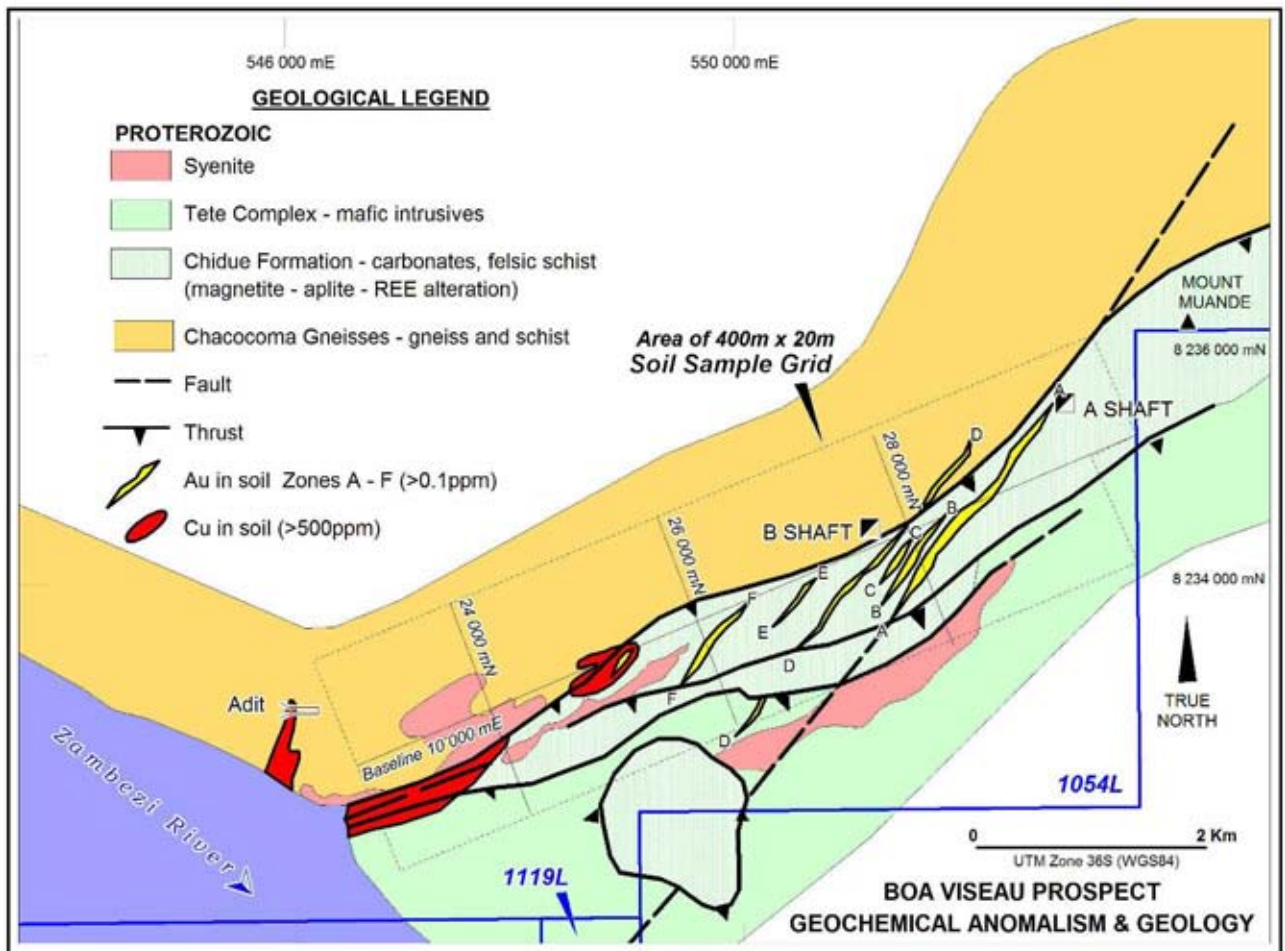 546 000 mE
550 000 mE
GEOLOGICAL LEGEND
PROTEROZOIC
Syenite
Tete Complex - mafic intrusives
Chidue Formation - carbonates, felsic schist
(magnetite - aplite - REE alteration)
Chacocoma Gneisses - gneiss and schist
Fault
Thrust
Au in soil Zones A - F (>0.1ppm)
Cu in soil (>500ppm)
Area of 400m x 20m
Soil Sample Grid
MOUNT
MUANDE
8 236 000 mN
A
A SHAFT
D
28 000 mN
B
B SHAFT
C
26 000 mN
E
C
8 234 000 mN
24 000 mN
F
B
E
A
D
F
Adit
TRUE
NORTH
D
Baseline 10'000 mE
Zambezi River
1054L
0
2 Km
UTM Zone 36S (WGS84)
1119L
BOA VISEAU PROSPECT
GEOCHEMICAL ANOMALISM & GEOLOGY